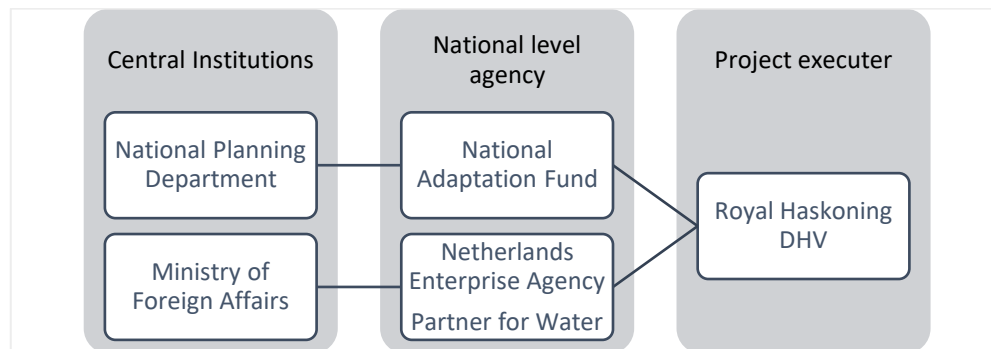 Central Institutions
National Planning
Department
Ministry of
Foreign Affairs
National level
agency
National
Adaptation Fund
Netherlands
Enterprise Agency
Partner for Water
Project executer
Royal Haskoning
DHV